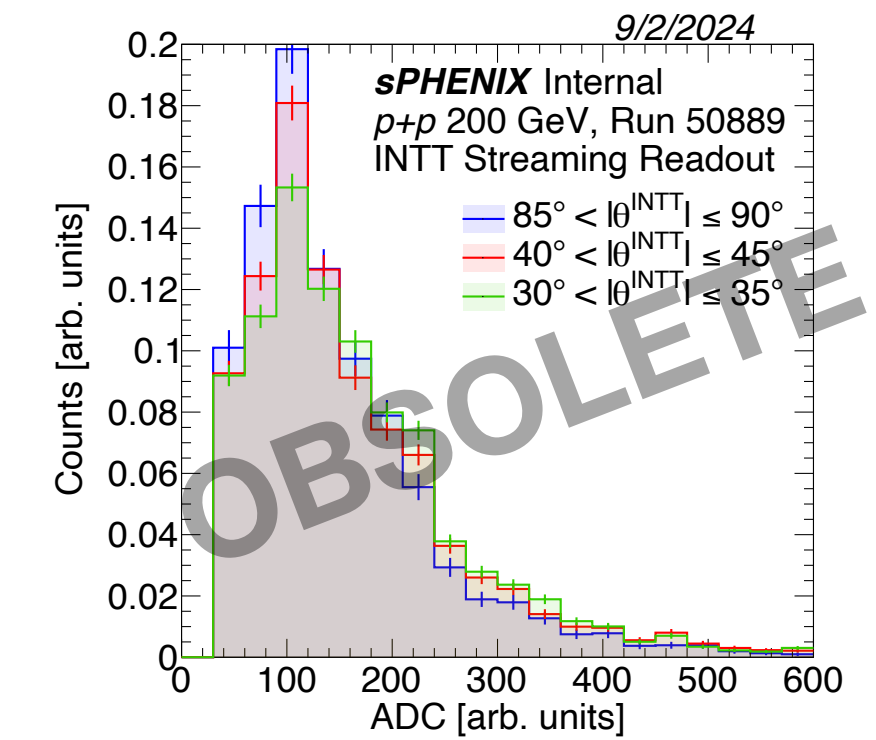 9/2/2024
sPHENIX Internal
p+p 200 GeV, Run 50889
INTT Streaming Readout
85° < |θ^INTT| ≤ 90°
40° < |θ^INTT| ≤ 45°
30° < |θ^INTT| ≤ 35°
OBSOLETE
Counts [arb. units]
0.2
0.18
0.16
0.14
0.12
0.1
0.08
0.06
0.04
0.02
0
0 100 200 300 400 500 600
ADC [arb. units]